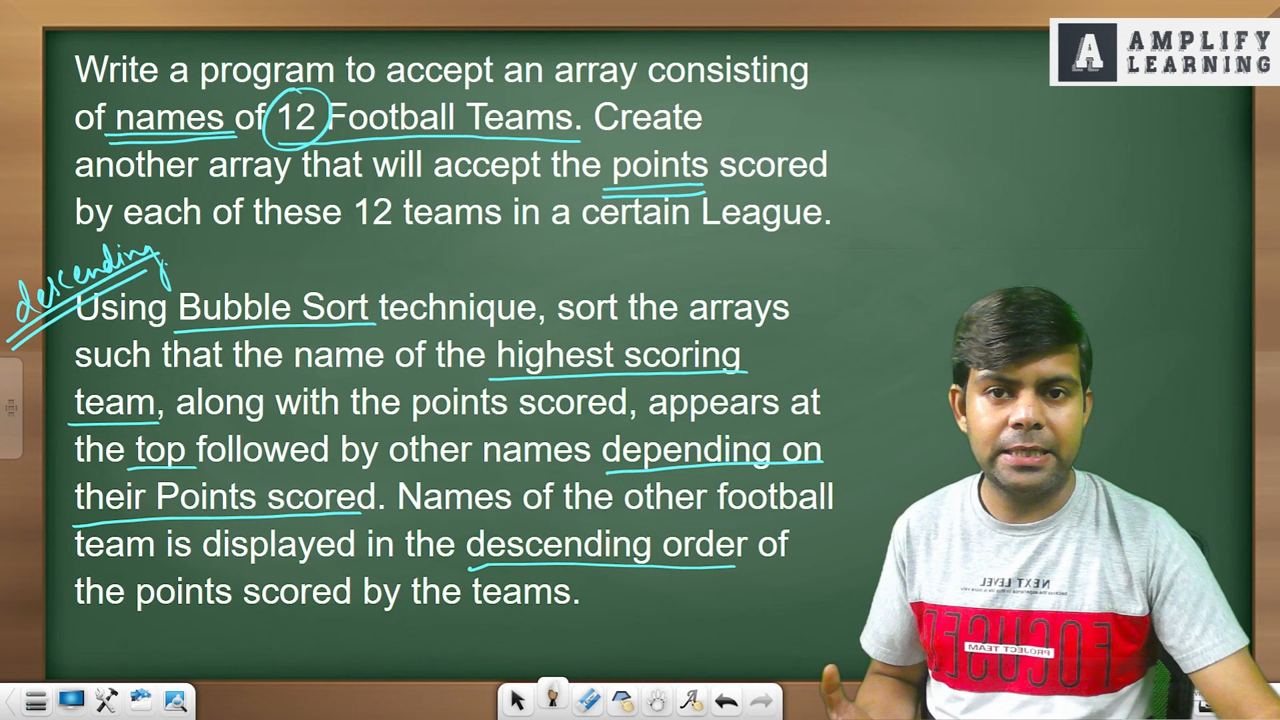 Write a program to accept an array consisting
of names of 12 Football Teams. Create
another array that will accept the points scored
by each of these 12 teams in a certain League.
descending
Using Bubble Sort technique, sort the arrays
such that the name of the highest scoring
team, along with the points scored, appears at
the top followed by other names depending on
their Points scored. Names of the other football
team is displayed in the descending order of
the points scored by the teams.
A AMPLIFY
LEARNING
NEXT LEVEL
FOCUSED
PROJECT TEAM